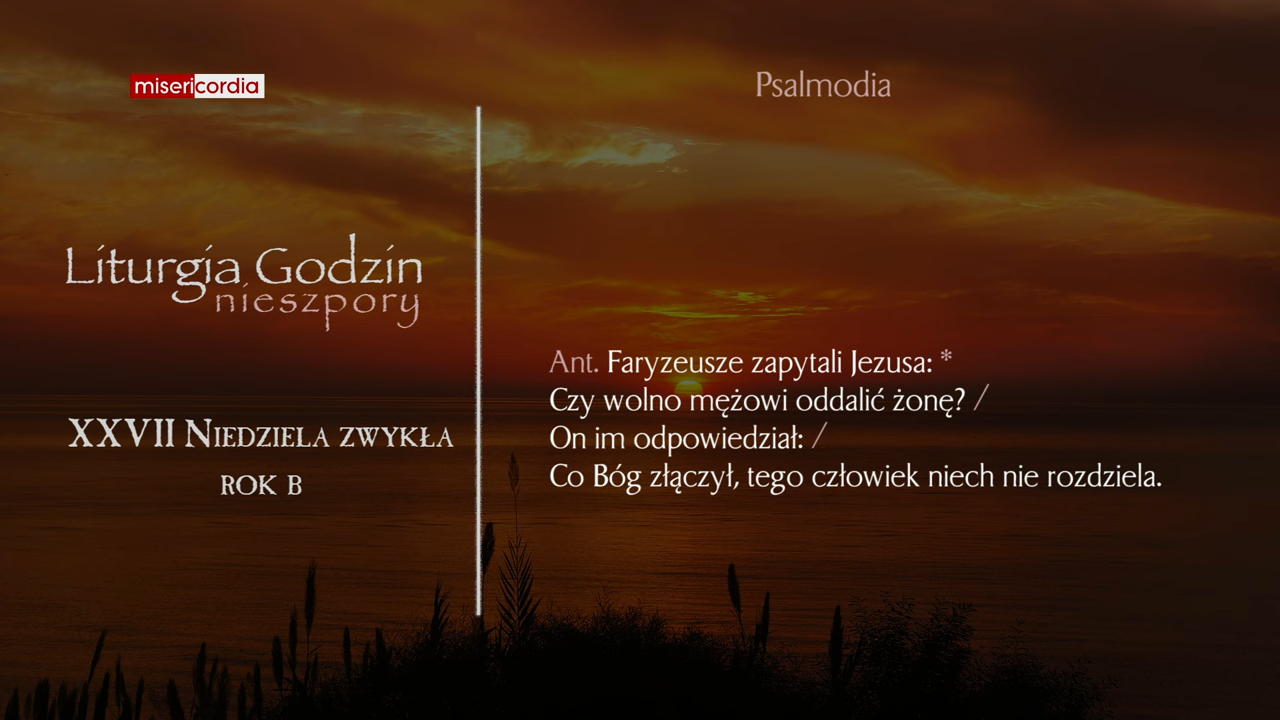 misericordia
Psalmodia
Liturgia Godzin
nieszpory
XXVII Niedziela zwykła
rok B
Ant. Faryzeusze zapytali Jezusa: *
Czy wolno mężowi oddalić żonę? /
On im odpowiedział: /
Co Bóg złączył, tego człowiek niech nie rozdziela.